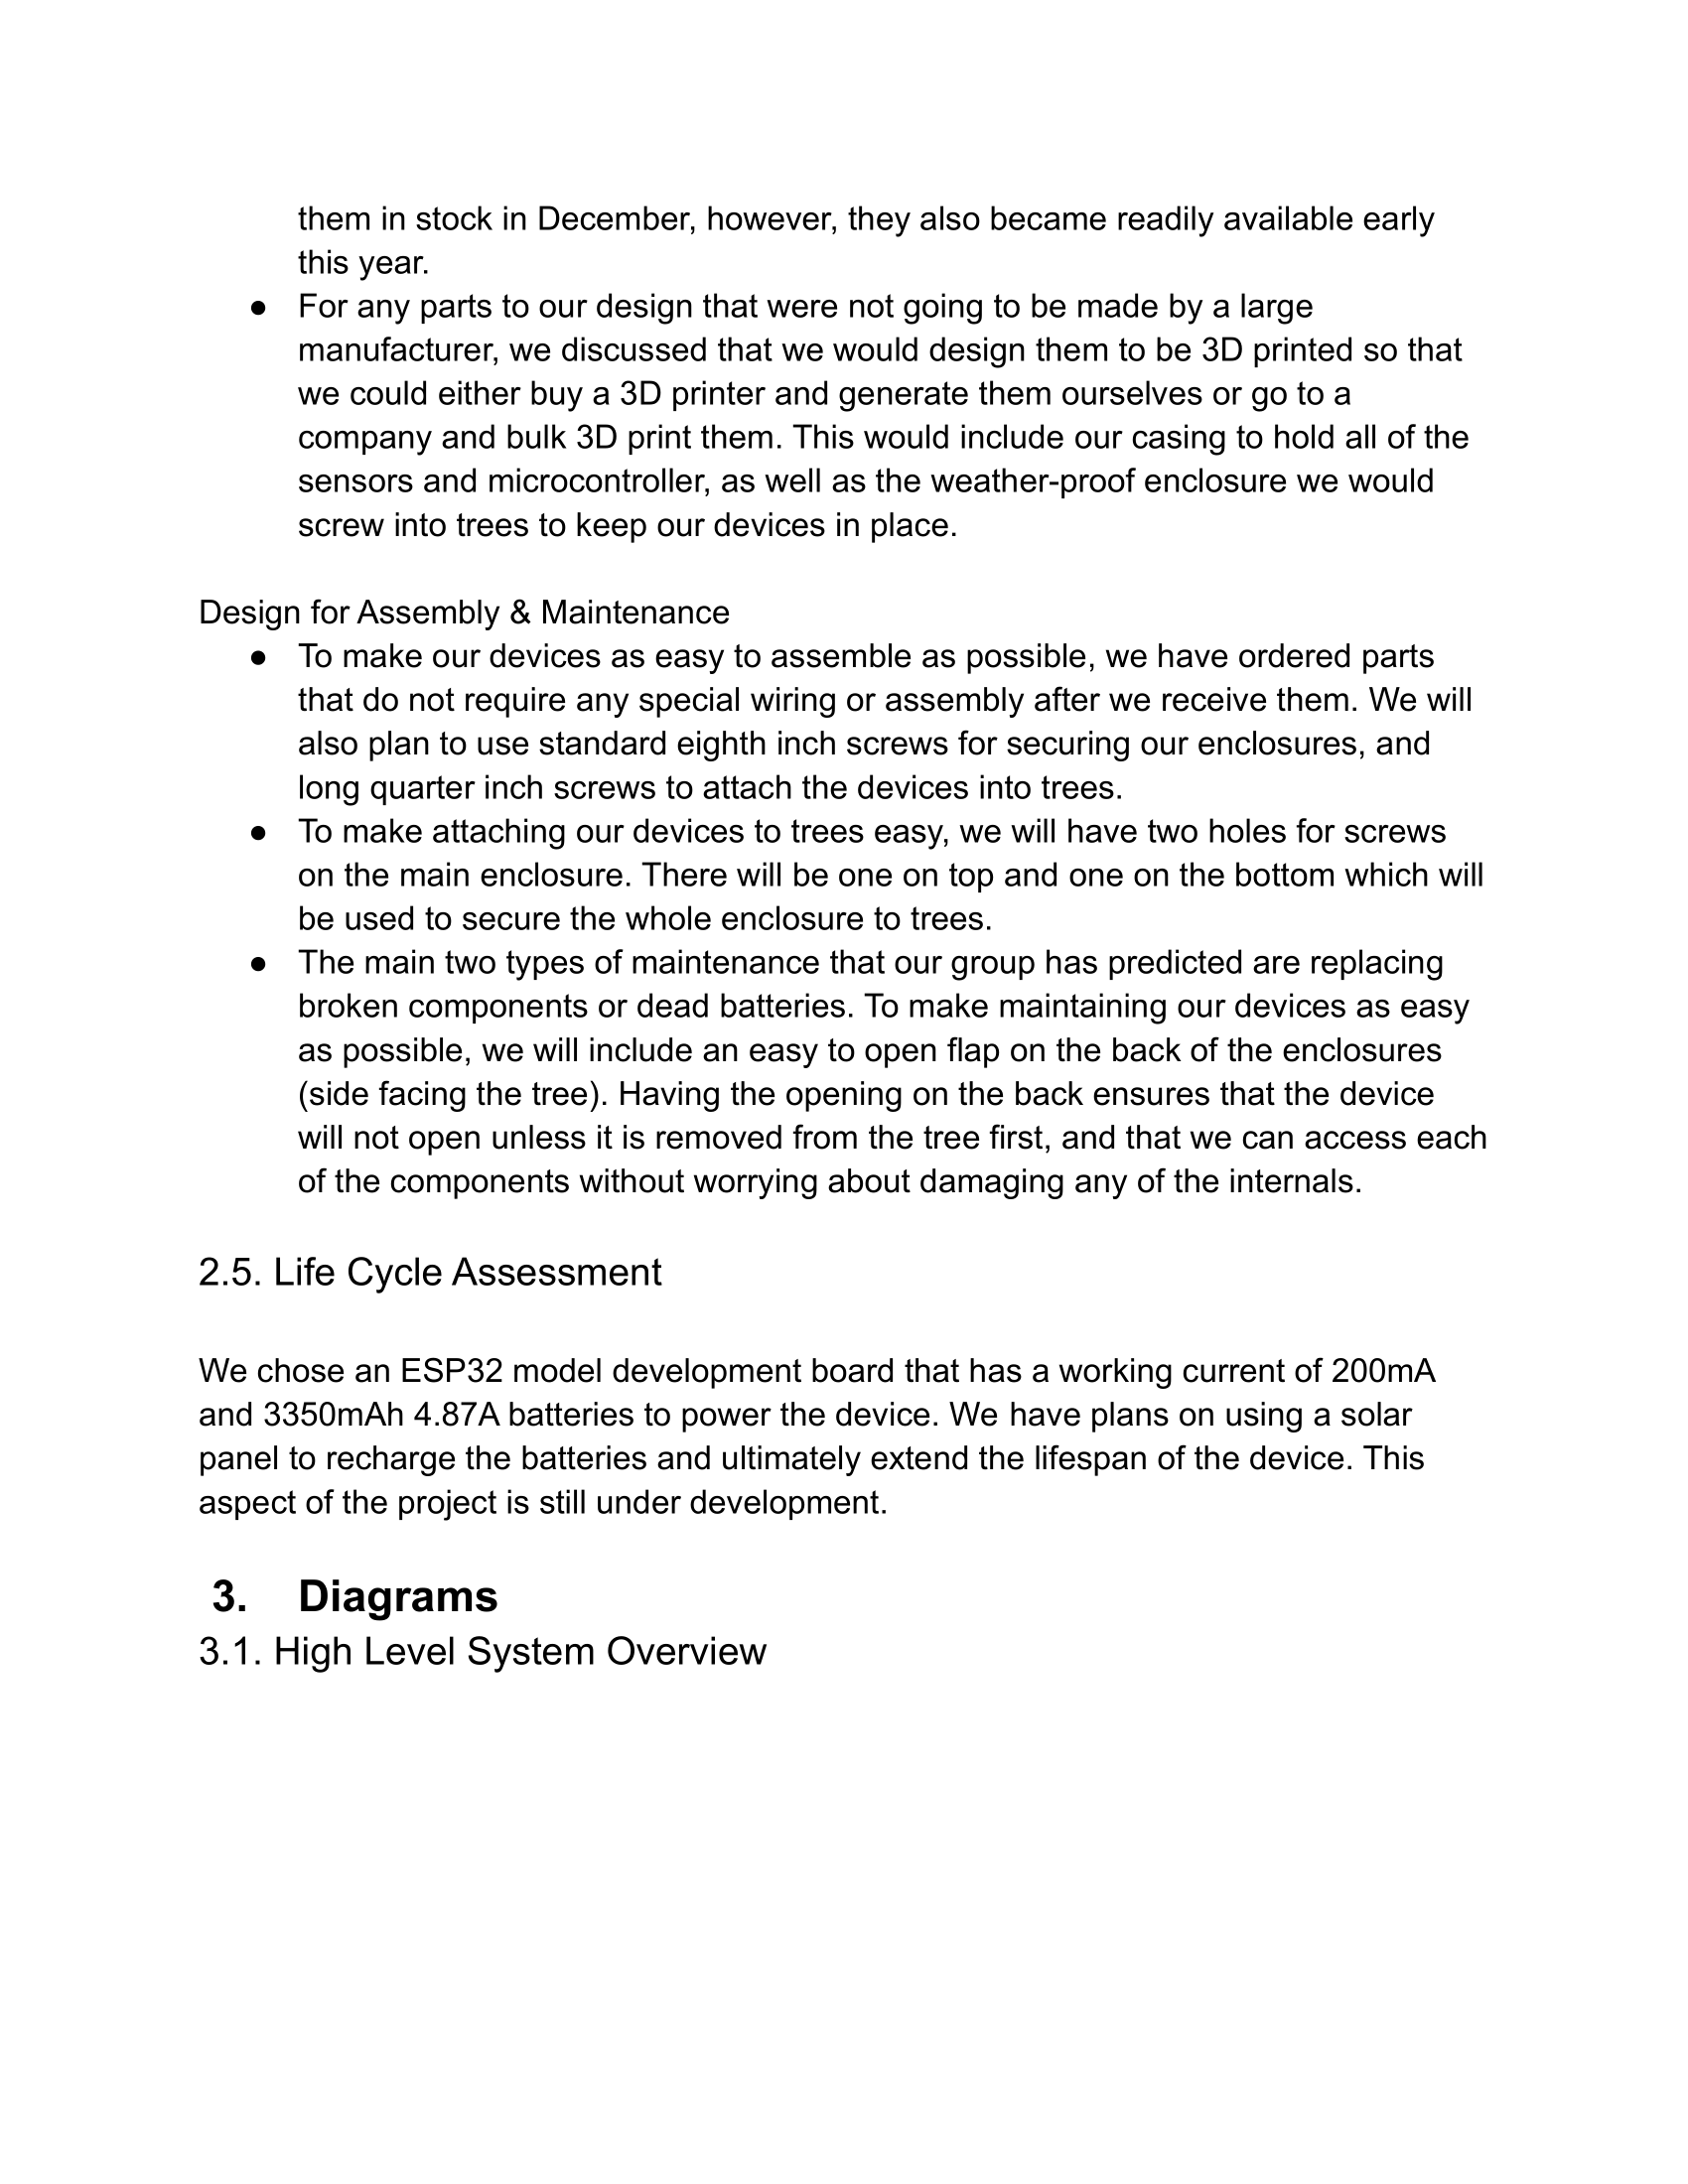 them in stock in December, however, they also became readily available early
this year.
● For any parts to our design that were not going to be made by a large
manufacturer, we discussed that we would design them to be 3D printed so that
we could either buy a 3D printer and generate them ourselves or go to a
company and bulk 3D print them. This would include our casing to hold all of the
sensors and microcontroller, as well as the weather-proof enclosure we would
screw into trees to keep our devices in place.
Design for Assembly & Maintenance
● To make our devices as easy to assemble as possible, we have ordered parts
that do not require any special wiring or assembly after we receive them. We will
also plan to use standard eighth inch screws for securing our enclosures, and
long quarter inch screws to attach the devices into trees.
● To make attaching our devices to trees easy, we will have two holes for screws
on the main enclosure. There will be one on top and one on the bottom which will
be used to secure the whole enclosure to trees.
● The main two types of maintenance that our group has predicted are replacing
broken components or dead batteries. To make maintaining our devices as easy
as possible, we will include an easy to open flap on the back of the enclosures
(side facing the tree). Having the opening on the back ensures that the device
will not open unless it is removed from the tree first, and that we can access each
of the components without worrying about damaging any of the internals.
2.5. Life Cycle Assessment
We chose an ESP32 model development board that has a working current of 200mA
and 3350mAh 4.87A batteries to power the device. We have plans on using a solar
panel to recharge the batteries and ultimately extend the lifespan of the device. This
aspect of the project is still under development.
3. Diagrams
3.1. High Level System Overview